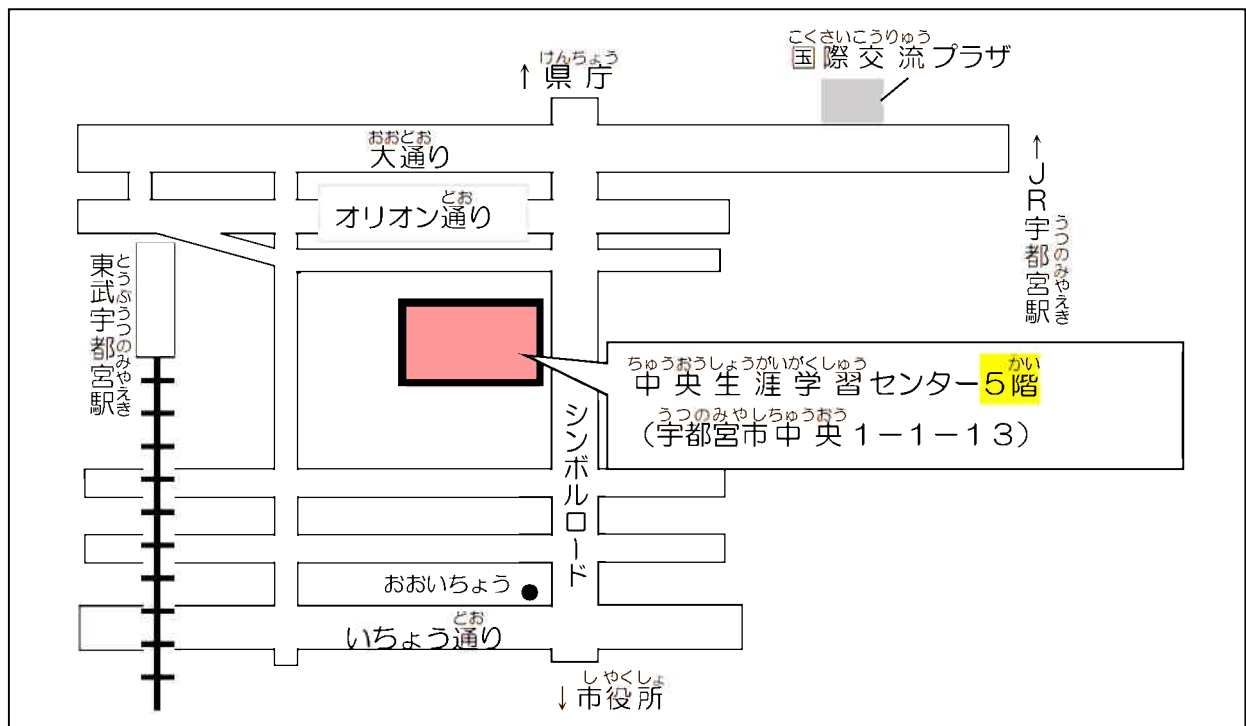 こくさいこうりゅう
国際交流プラザ
けんちょう
↑県庁
おおどお
大通り
どお
オリオン通り
↑JR宇都宮駅
うつのみやえき
東武宇都宮駅
とうぶうつのみやえき
ちゅうおうしょうがいがくしゅう かい
中央生涯学習センター5階
うつのみやしちゅうおう
（宇都宮市中央1－1－13）
シンボルロード
おおいちょう
どお
いちょう通り
しやくしょ
↓市役所